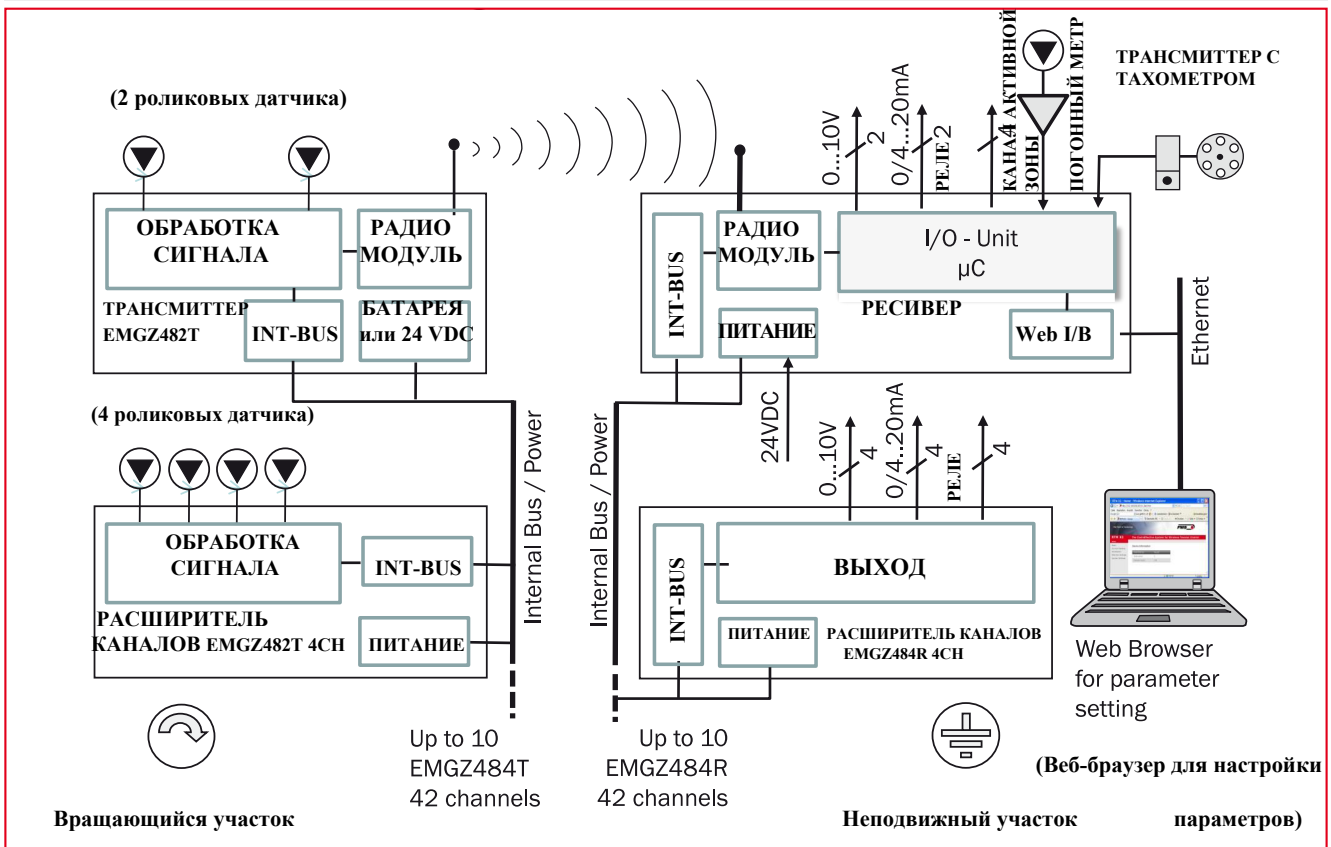 (2 роликовых датчика)
ОБРАБОТКА
СИГНАЛА
РАДИО
МОДУЛЬ
ТРАНСМИТТЕР
EMGZ482T
INT-BUS
БАТАРЕЯ
или 24 VDC
(4 роликовых датчика)
ОБРАБОТКА
СИГНАЛА
INT-BUS
РАСШИРИТЕЛЬ
КАНАЛОВ EMGZ482T 4CH
ПИТАНИЕ
Internal Bus / Power
Up to 10
EMGZ484T
42 channels
Вращающийся участок
0...10V
2
0/4...20mA
2
РЕЛЕ
4
КАНАЛ АКТИВНОЙ
ЗОНЫ
ПОГОННЫЙ МЕТР
ТРАНСМИТТЕР С
ТАХОМЕТРОМ
INT-BUS
РАДИО
МОДУЛЬ
I/O - Unit
µC
РЕСИВЕР
ПИТАНИЕ
Web I/B
Ethernet
24VDC
Internal Bus / Power
0...10V
4
0/4...20mA
4
РЕЛЕ
4
INT-BUS
ВЫХОД
ПИТАНИЕ
РАСШИРИТЕЛЬ КАНАЛОВ
EMGZ484R 4CH
Up to 10
EMGZ484R
42 channels
Web Browser
for parameter
setting
(Веб-браузер для настройки
параметров)
Неподвижный участок